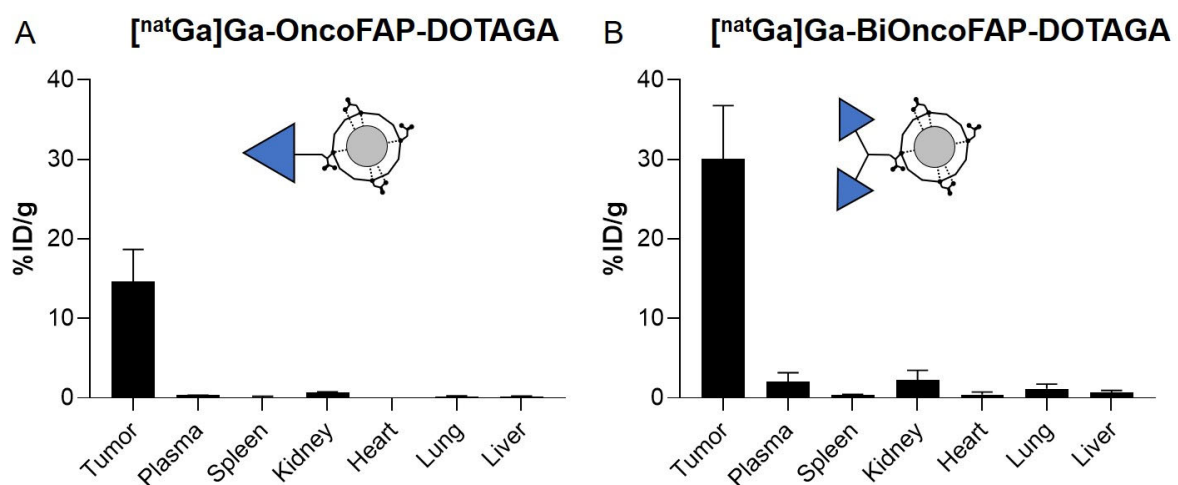 A [ⁿᵃᵗGa]Ga-OncoFAP-DOTAGA
%ID/g
40
30
20
10
0
Tumor
Plasma
Spleen
Kidney
Heart
Lung
Liver
B [ⁿᵃᵗGa]Ga-BiOncoFAP-DOTAGA
%ID/g
40
30
20
10
0
Tumor
Plasma
Spleen
Kidney
Heart
Lung
Liver